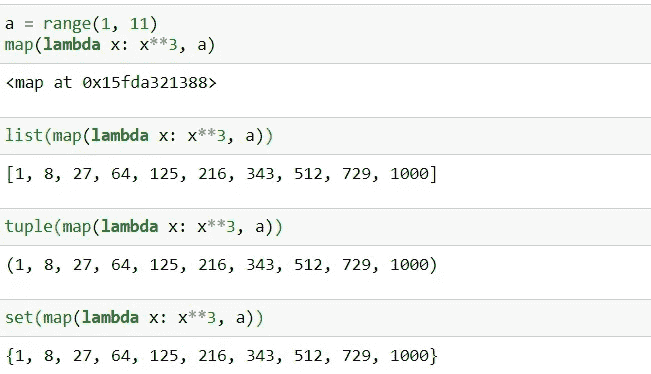 a = range(1, 11)
map(lambda x: x**3, a)
<map at 0x15fda321388>
list(map(lambda x: x**3, a))
[1, 8, 27, 64, 125, 216, 343, 512, 729, 1000]
tuple(map(lambda x: x**3, a))
(1, 8, 27, 64, 125, 216, 343, 512, 729, 1000)
set(map(lambda x: x**3, a))
{1, 8, 27, 64, 125, 216, 343, 512, 729, 1000}